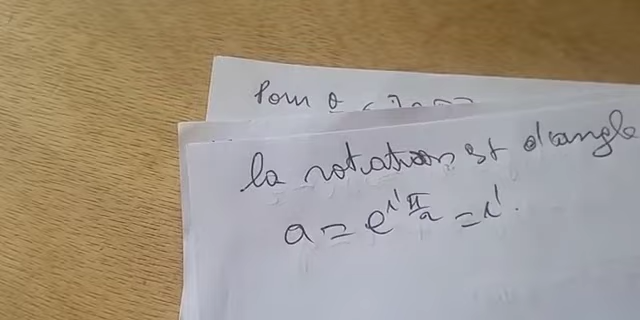 Pour θ
la rotation est d'angle
a = e^{i π/2} = i.